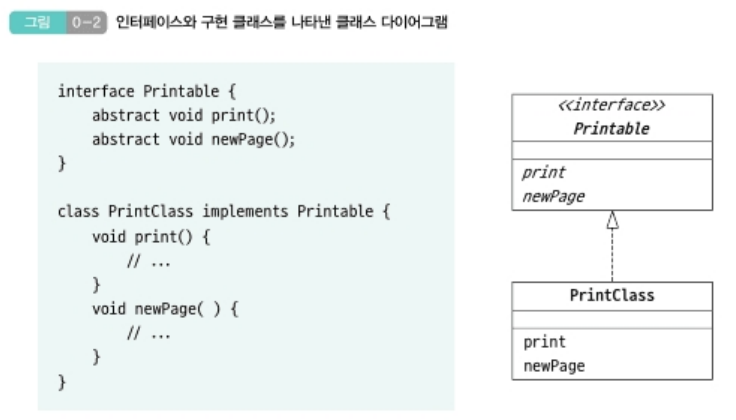 그림 0-2 인터페이스와 구현 클래스를 나타낸 클래스 다이어그램
interface Printable {
abstract void print();
abstract void newPage();
}
class PrintClass implements Printable {
void print() {
// ...
}
void newPage( ) {
// ...
}
}
<<interface>>
Printable
print
newPage
PrintClass
print
newPage